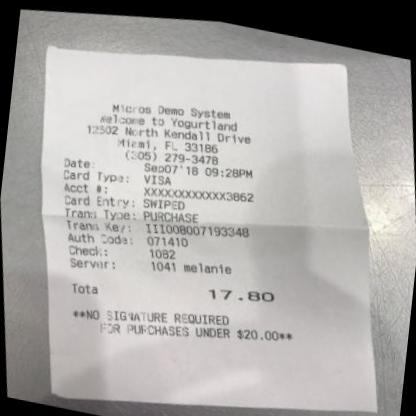 Micros Demo System
Welcome to Yogurtland
12502 North Kendall Drive
Miami, FL 33186
(305) 279-3478
Date: Sep07'18 09:28PM
Card Type: VISA
Acct #: XXXXXXXXXXXX3862
Card Entry: SWIPED
Trans Type: PURCHASE
Trans Key: III008007193348
Auth Code: 071410
Check: 1082
Server: 1041 melanie
Tota 17.80
**NO SIGNATURE REQUIRED
FOR PURCHASES UNDER $20.00**